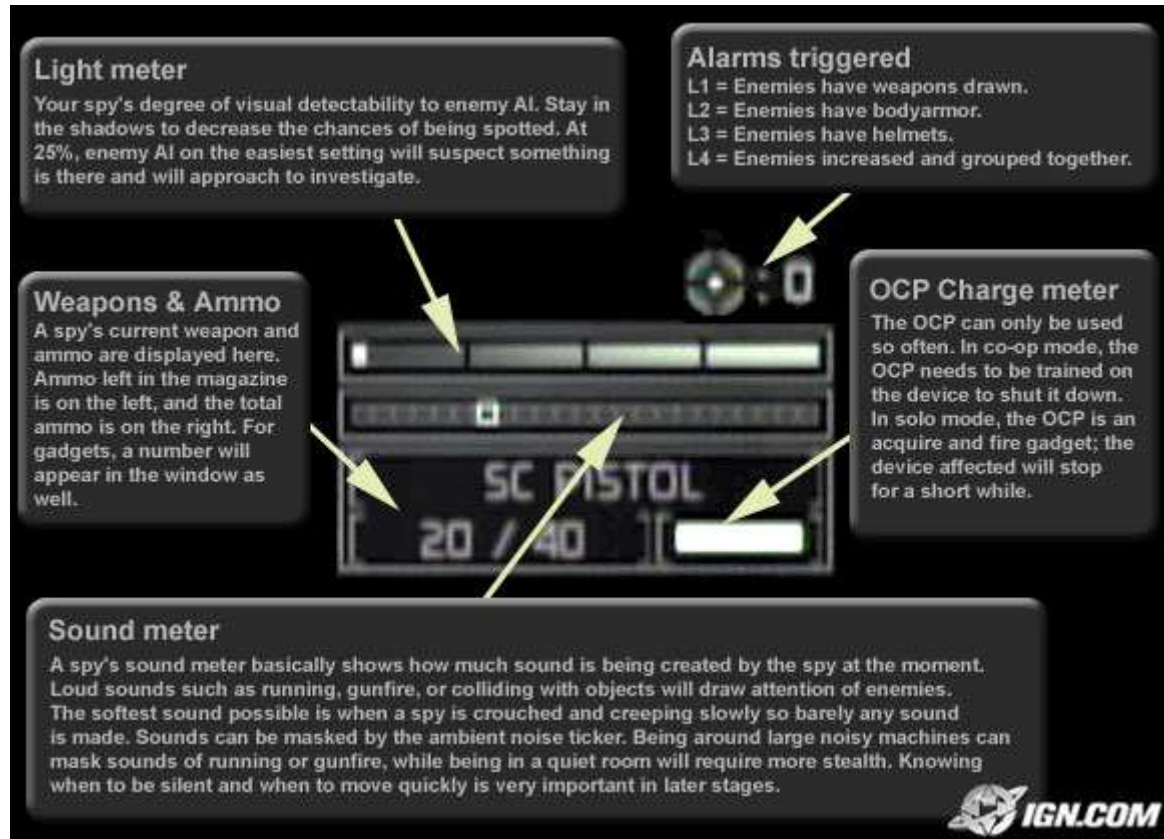 Light meter
Your spy's degree of visual detectability to enemy AI. Stay in
the shadows to decrease the chances of being spotted. At
25%, enemy AI on the easiest setting will suspect something
is there and will approach to investigate.
Alarms triggered
L1 = Enemies have weapons drawn.
L2 = Enemies have bodyarmor.
L3 = Enemies have helmets.
L4 = Enemies increased and grouped together.
Weapons & Ammo
A spy's current weapon and
ammo are displayed here.
Ammo left in the magazine
is on the left, and the total
ammo is on the right. For
gadgets, a number will
appear in the window as
well.
0
SC PISTOL
20 / 40
OCP Charge meter
The OCP can only be used
so often. In co-op mode, the
OCP needs to be trained on
the device to shut it down.
In solo mode, the OCP is an
acquire and fire gadget; the
device affected will stop
for a short while.
Sound meter
A spy's sound meter basically shows how much sound is being created by the spy at the moment.
Loud sounds such as running, gunfire, or colliding with objects will draw attention of enemies.
The softest sound possible is when a spy is crouched and creeping slowly so barely any sound
is made. Sounds can be masked by the ambient noise ticker. Being around large noisy machines can
mask sounds of running or gunfire, while being in a quiet room will require more stealth. Knowing
when to be silent and when to move quickly is very important in later stages.
IGN.COM